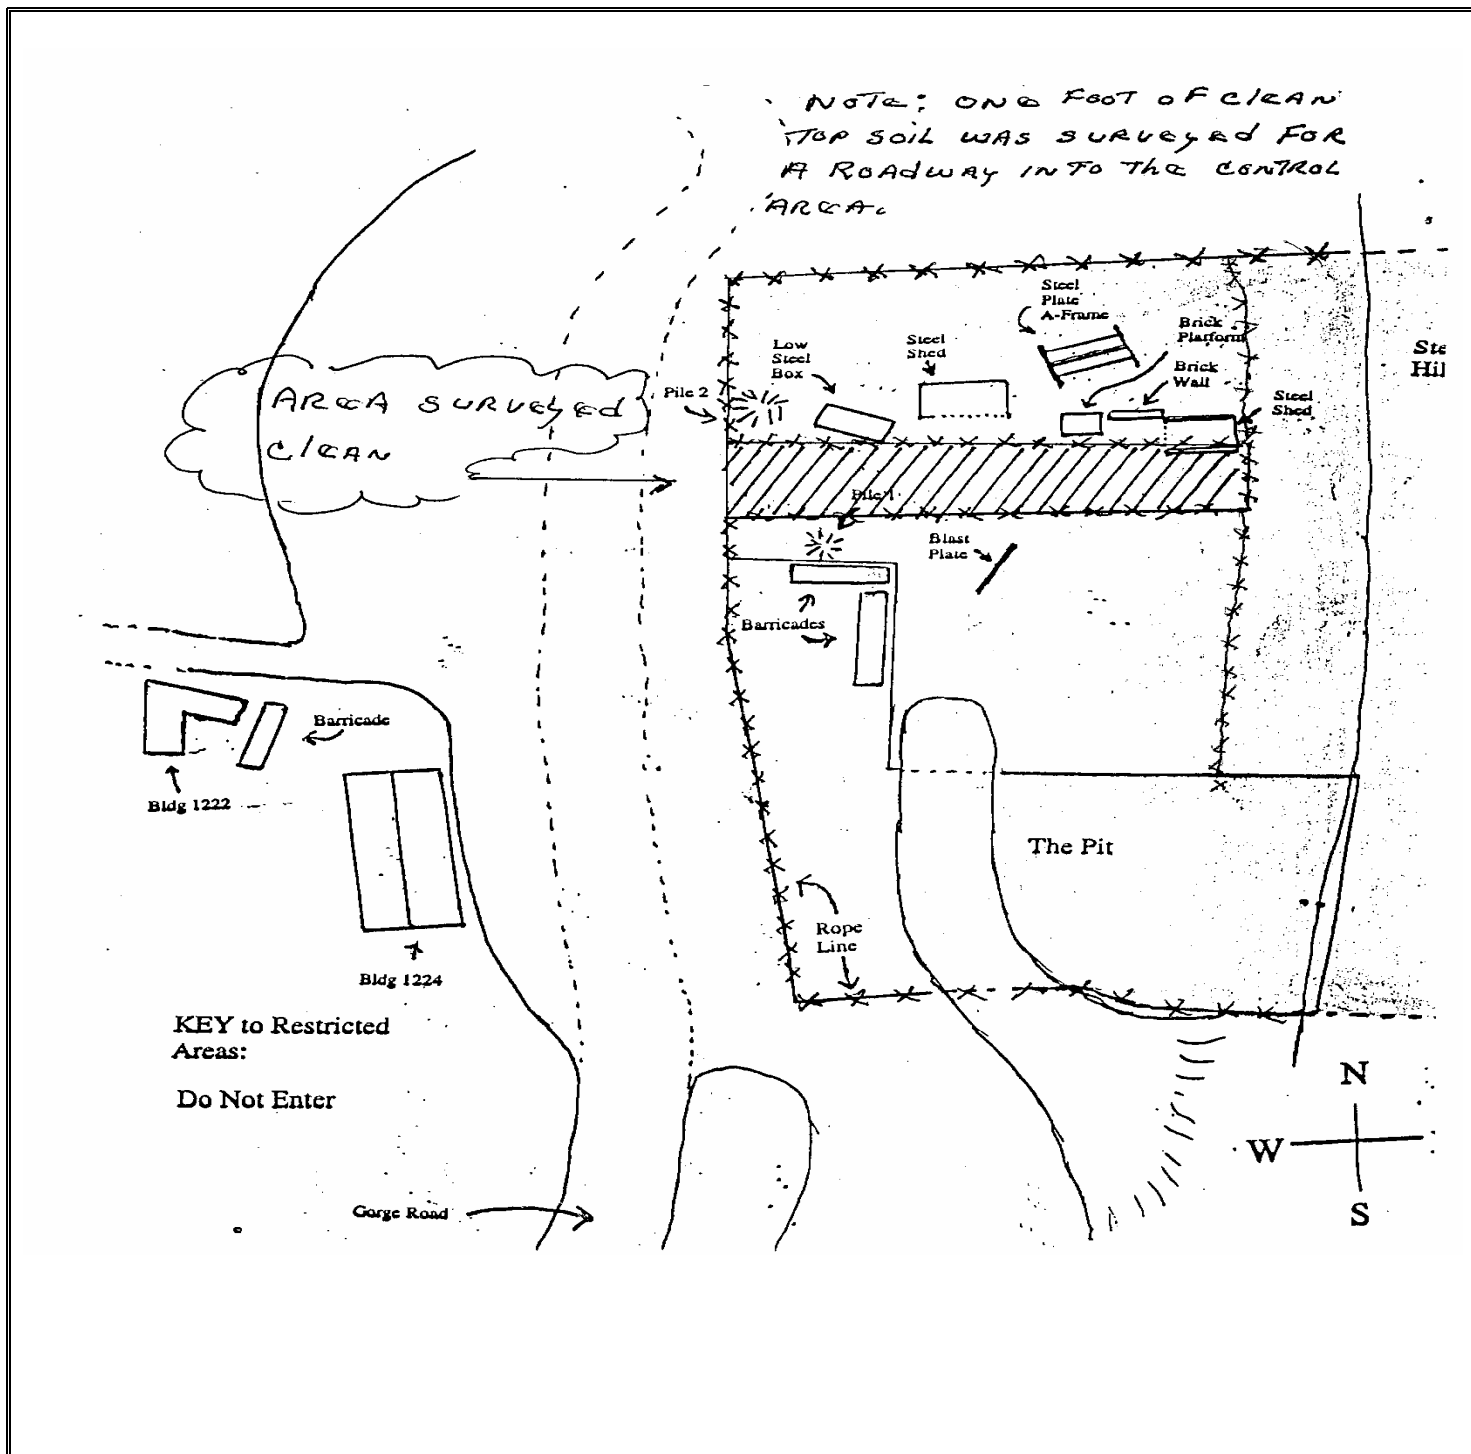 NOTE: ONE FOOT OF CLEAN
TOP SOIL WAS SURVEYED FOR
A ROADWAY INTO THE CONTROL
AREA.
Steel
Plate
A-Frame
Brick
Platform
Brick
Wall
Steel
Shed
Low
Steel
Box
Steel
Shed
Ste
Hil
Pile 2
AREA SURVEYED
CLEAN
Pile 1
Blast
Plate
Barricades
Barricade
Bldg 1222
Bldg 1224
The Pit
Rope
Line
KEY to Restricted
Areas:
Do Not Enter
Gorge Road
N
W
S